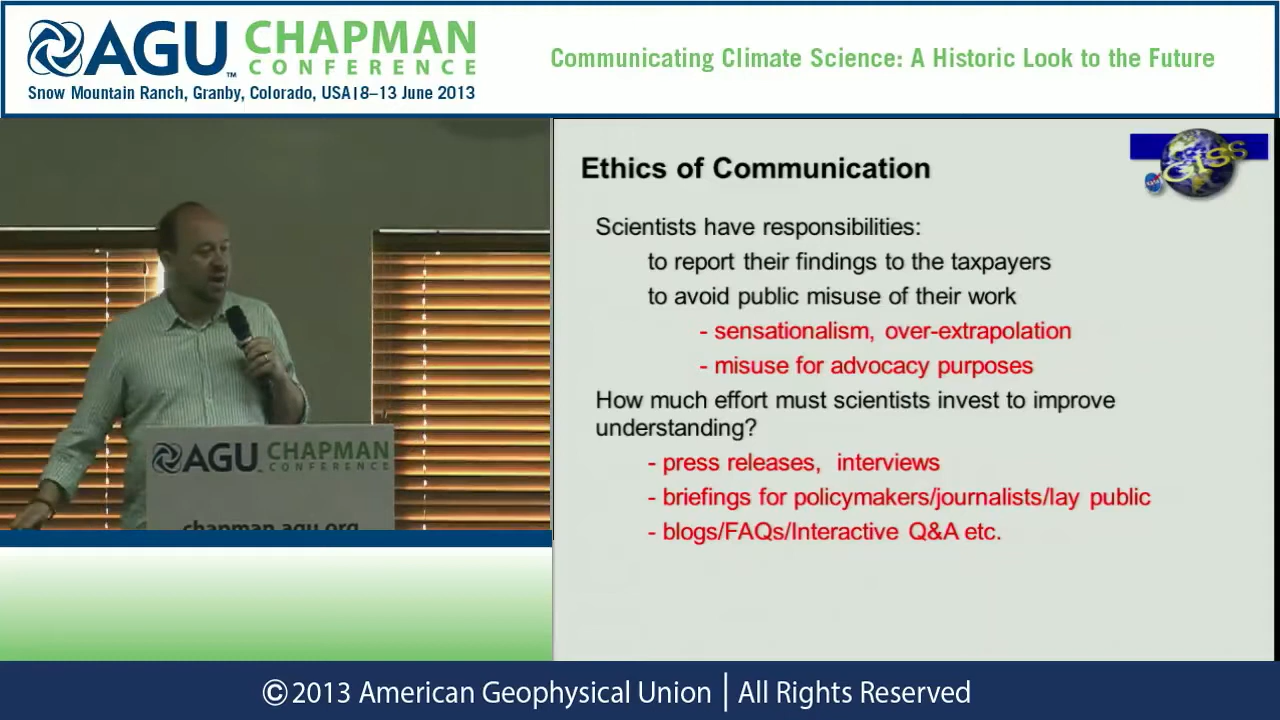 AGU CHAPMAN
CONFERENCE
Snow Mountain Ranch, Granby, Colorado, USA|8–13 June 2013
Communicating Climate Science: A Historic Look to the Future
AGU CHAPMAN
CONFERENCE
chapman.agu.org
GISS
NASA
Ethics of Communication
Scientists have responsibilities:
to report their findings to the taxpayers
to avoid public misuse of their work
- sensationalism, over-extrapolation
- misuse for advocacy purposes
How much effort must scientists invest to improve
understanding?
- press releases, interviews
- briefings for policymakers/journalists/lay public
- blogs/FAQs/Interactive Q&A etc.
©2013 American Geophysical Union | All Rights Reserved